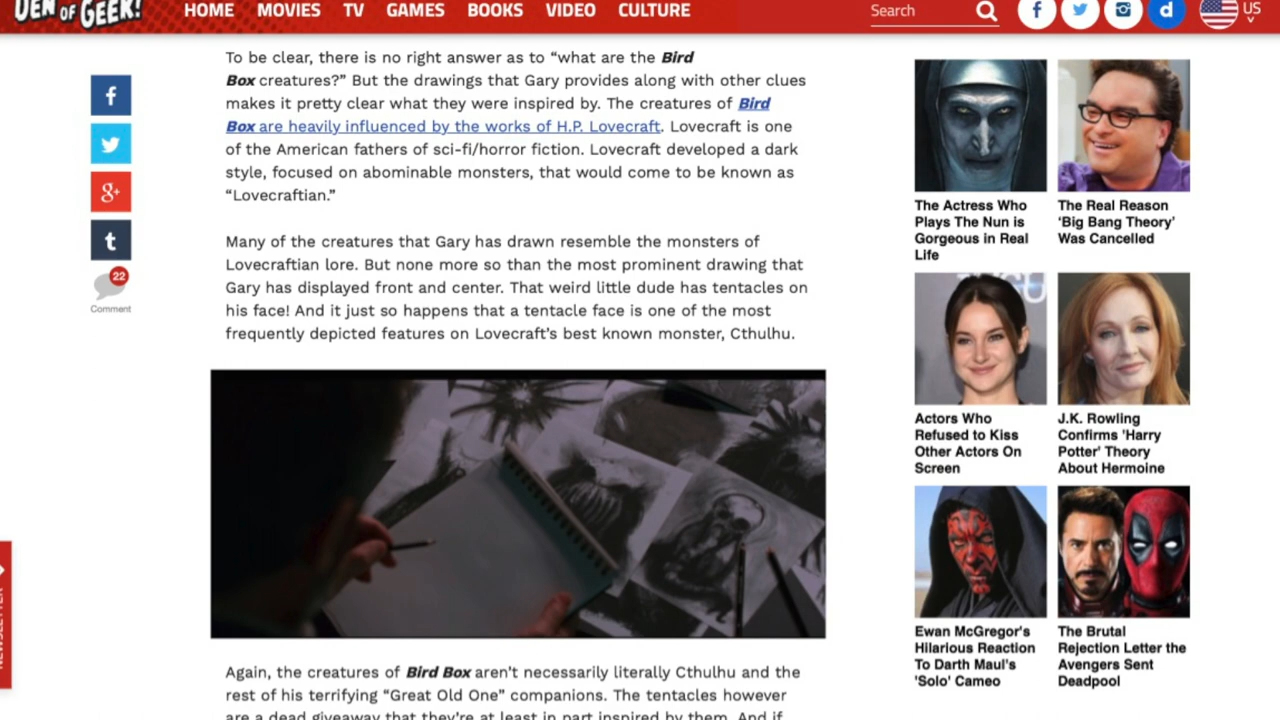 DEN OF GEEK!
HOME MOVIES TV GAMES BOOKS VIDEO CULTURE
Search
US
To be clear, there is no right answer as to “what are the Bird
Box creatures?” But the drawings that Gary provides along with other clues
makes it pretty clear what they were inspired by. The creatures of Bird
Box are heavily influenced by the works of H.P. Lovecraft. Lovecraft is one
of the American fathers of sci-fi/horror fiction. Lovecraft developed a dark
style, focused on abominable monsters, that would come to be known as
“Lovecraftian.”
Many of the creatures that Gary has drawn resemble the monsters of
Lovecraftian lore. But none more so than the most prominent drawing that
Gary has displayed front and center. That weird little dude has tentacles on
his face! And it just so happens that a tentacle face is one of the most
frequently depicted features on Lovecraft’s best known monster, Cthulhu.
Again, the creatures of Bird Box aren’t necessarily literally Cthulhu and the
rest of his terrifying “Great Old One” companions. The tentacles however
are a dead giveaway that they’re at least in part inspired by them. And if
22
Comment
NEWSLETTER
The Actress Who
Plays The Nun is
Gorgeous in Real
Life
The Real Reason
‘Big Bang Theory’
Was Cancelled
Actors Who
Refused to Kiss
Other Actors On
Screen
J.K. Rowling
Confirms 'Harry
Potter' Theory
About Hermoine
Ewan McGregor's
Hilarious Reaction
To Darth Maul's
'Solo' Cameo
The Brutal
Rejection Letter the
Avengers Sent
Deadpool